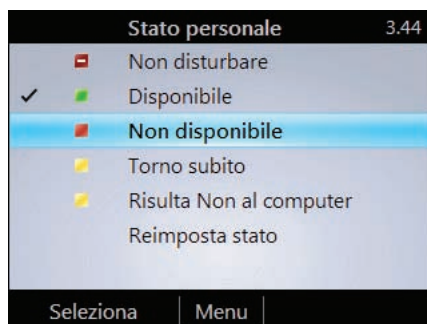 Stato personale 3.44
Non disturbare
Disponibile
Non disponibile
Torno subito
Risulta Non al computer
Reimposta stato
Seleziona Menu